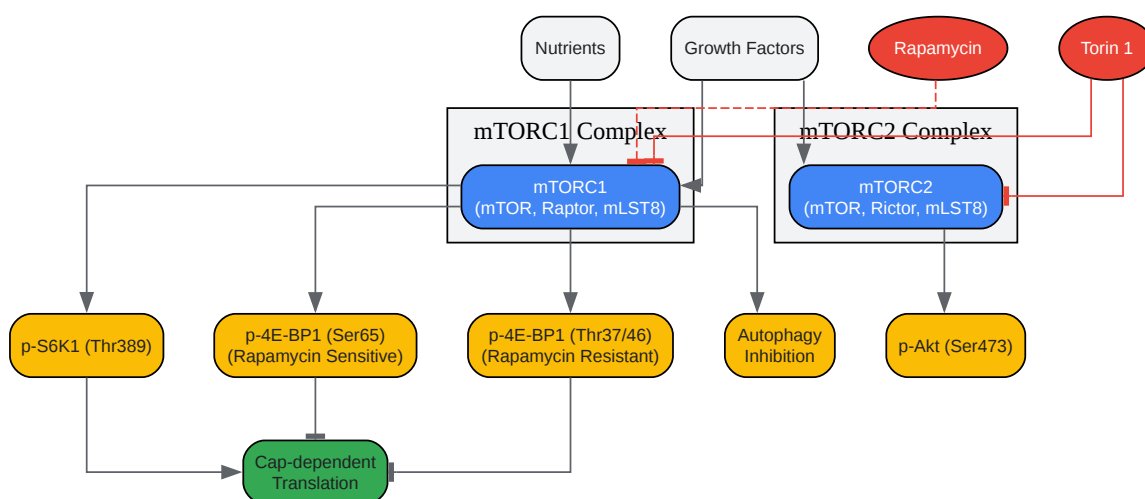 Nutrients
Growth Factors
Rapamycin
Torin 1
mTORC1 Complex
mTORC2 Complex
mTORC1
(mTOR, Raptor, mLST8)
mTORC2
(mTOR, Rictor, mLST8)
p-S6K1 (Thr389)
p-4E-BP1 (Ser65)
(Rapamycin Sensitive)
p-4E-BP1 (Thr37/46)
(Rapamycin Resistant)
Autophagy
Inhibition
p-Akt (Ser473)
Cap-dependent
Translation